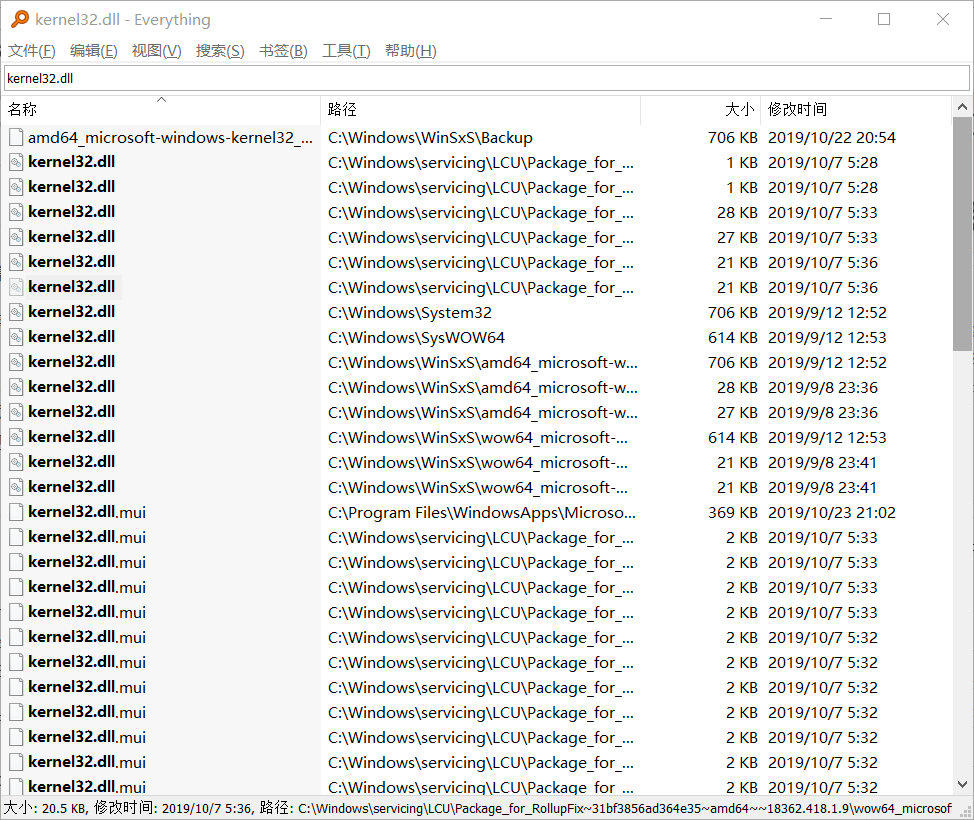 kernel32.dll - Everything
文件(F) 编辑(E) 视图(V) 搜索(S) 书签(B) 工具(T) 帮助(H)
kernel32.dll
名称 路径 大小 修改时间
amd64_microsoft-windows-kernel32_... C:\Windows\WinSxS\Backup 706 KB 2019/10/22 20:54
kernel32.dll C:\Windows\servicing\LCU\Package_for_... 1 KB 2019/10/7 5:28
kernel32.dll C:\Windows\servicing\LCU\Package_for_... 1 KB 2019/10/7 5:28
kernel32.dll C:\Windows\servicing\LCU\Package_for_... 28 KB 2019/10/7 5:33
kernel32.dll C:\Windows\servicing\LCU\Package_for_... 27 KB 2019/10/7 5:33
kernel32.dll C:\Windows\servicing\LCU\Package_for_... 21 KB 2019/10/7 5:36
kernel32.dll C:\Windows\servicing\LCU\Package_for_... 21 KB 2019/10/7 5:36
kernel32.dll C:\Windows\System32 706 KB 2019/9/12 12:52
kernel32.dll C:\Windows\SysWOW64 614 KB 2019/9/12 12:53
kernel32.dll C:\Windows\WinSxS\amd64_microsoft-w... 706 KB 2019/9/12 12:52
kernel32.dll C:\Windows\WinSxS\amd64_microsoft-w... 28 KB 2019/9/8 23:36
kernel32.dll C:\Windows\WinSxS\amd64_microsoft-w... 27 KB 2019/9/8 23:36
kernel32.dll C:\Windows\WinSxS\wow64_microsoft-... 614 KB 2019/9/12 12:53
kernel32.dll C:\Windows\WinSxS\wow64_microsoft-... 21 KB 2019/9/8 23:41
kernel32.dll C:\Windows\WinSxS\wow64_microsoft-... 21 KB 2019/9/8 23:41
kernel32.dll.mui C:\Program Files\WindowsApps\Microso... 369 KB 2019/10/23 21:02
kernel32.dll.mui C:\Windows\servicing\LCU\Package_for_... 2 KB 2019/10/7 5:33
kernel32.dll.mui C:\Windows\servicing\LCU\Package_for_... 2 KB 2019/10/7 5:33
kernel32.dll.mui C:\Windows\servicing\LCU\Package_for_... 2 KB 2019/10/7 5:33
kernel32.dll.mui C:\Windows\servicing\LCU\Package_for_... 2 KB 2019/10/7 5:33
kernel32.dll.mui C:\Windows\servicing\LCU\Package_for_... 2 KB 2019/10/7 5:32
kernel32.dll.mui C:\Windows\servicing\LCU\Package_for_... 2 KB 2019/10/7 5:32
kernel32.dll.mui C:\Windows\servicing\LCU\Package_for_... 2 KB 2019/10/7 5:32
kernel32.dll.mui C:\Windows\servicing\LCU\Package_for_... 2 KB 2019/10/7 5:32
kernel32.dll.mui C:\Windows\servicing\LCU\Package_for_... 2 KB 2019/10/7 5:32
kernel32.dll.mui C:\Windows\servicing\LCU\Package_for_... 2 KB 2019/10/7 5:32
kernel32.dll.mui C:\Windows\servicing\LCU\Package_for_... 2 KB 2019/10/7 5:32
大小: 20.5 KB, 修改时间: 2019/10/7 5:36, 路径: C:\Windows\servicing\LCU\Package_for_RollupFix~31bf3856ad364e35~amd64~~18362.418.1.9\wow64_microsof